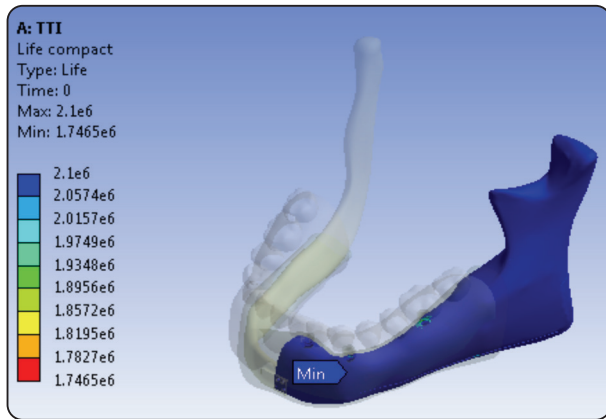 A: TTI
Life compact
Type: Life
Time: 0
Max: 2.1e6
Min: 1.7465e6
2.1e6
2.0574e6
2.0157e6
1.9749e6
1.9348e6
1.8956e6
1.8572e6
1.8195e6
1.7827e6
1.7465e6
Min